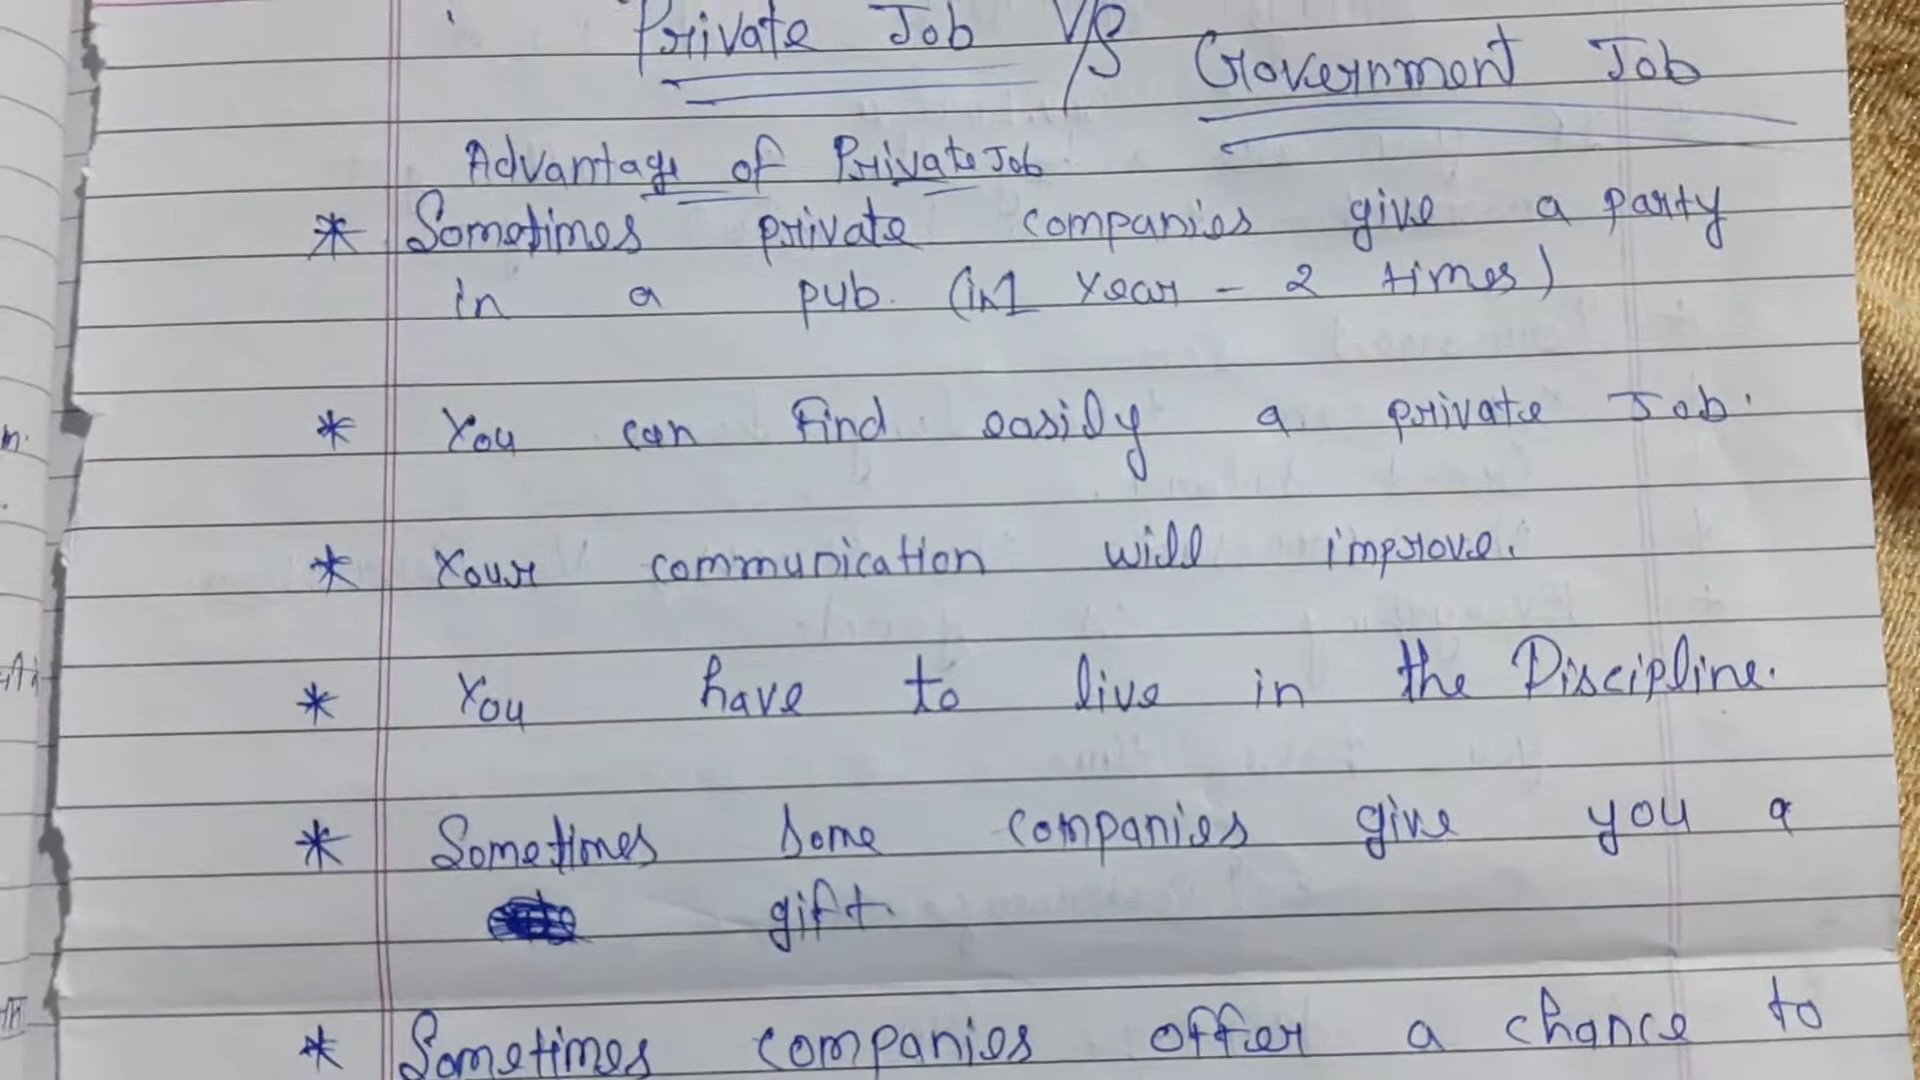 Private Job V/S Government Job
Advantage of Private Job
* Sometimes private companies give a party
in a pub. (in 1 year - 2 times)
* You can find easily a private Job.
* Your communication will improve.
* You have to live in the Discipline.
* Sometimes some companies give you a
gift.
* Sometimes companies offer a chance to